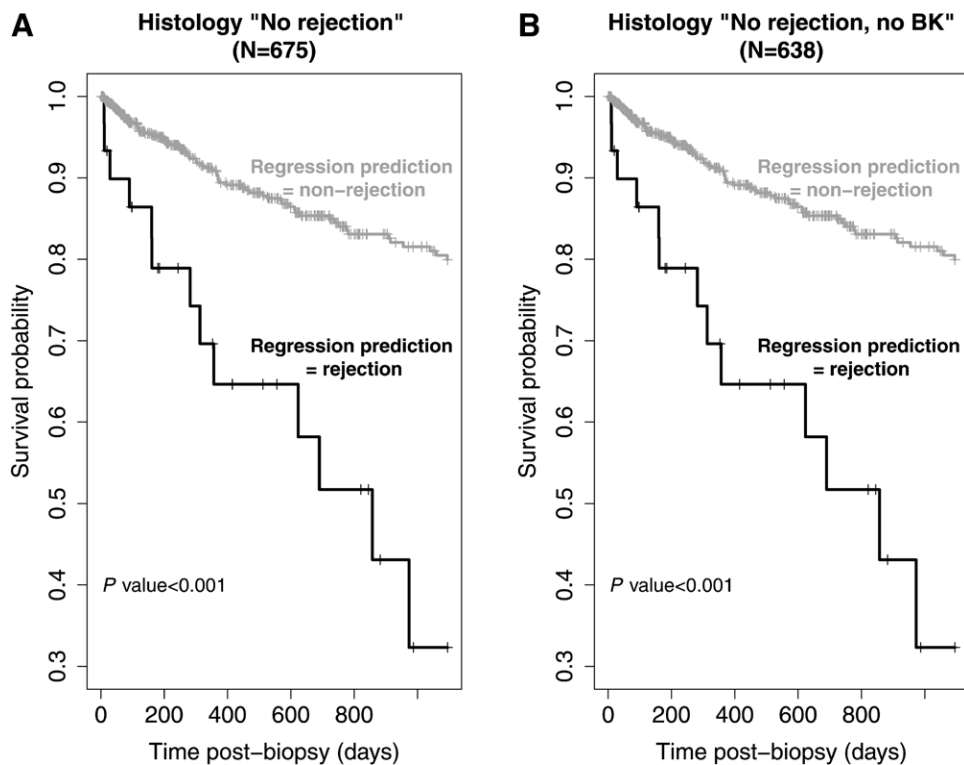 A
Histology "No rejection"
(N=675)
Survival probability
1.0
0.9
0.8
0.7
0.6
0.5
0.4
0.3
Regression prediction
= non−rejection
Regression prediction
= rejection
P value<0.001
0
200
400
600
800
Time post−biopsy (days)
B
Histology "No rejection, no BK"
(N=638)
Survival probability
1.0
0.9
0.8
0.7
0.6
0.5
0.4
0.3
Regression prediction
= non−rejection
Regression prediction
= rejection
P value<0.001
0
200
400
600
800
Time post−biopsy (days)